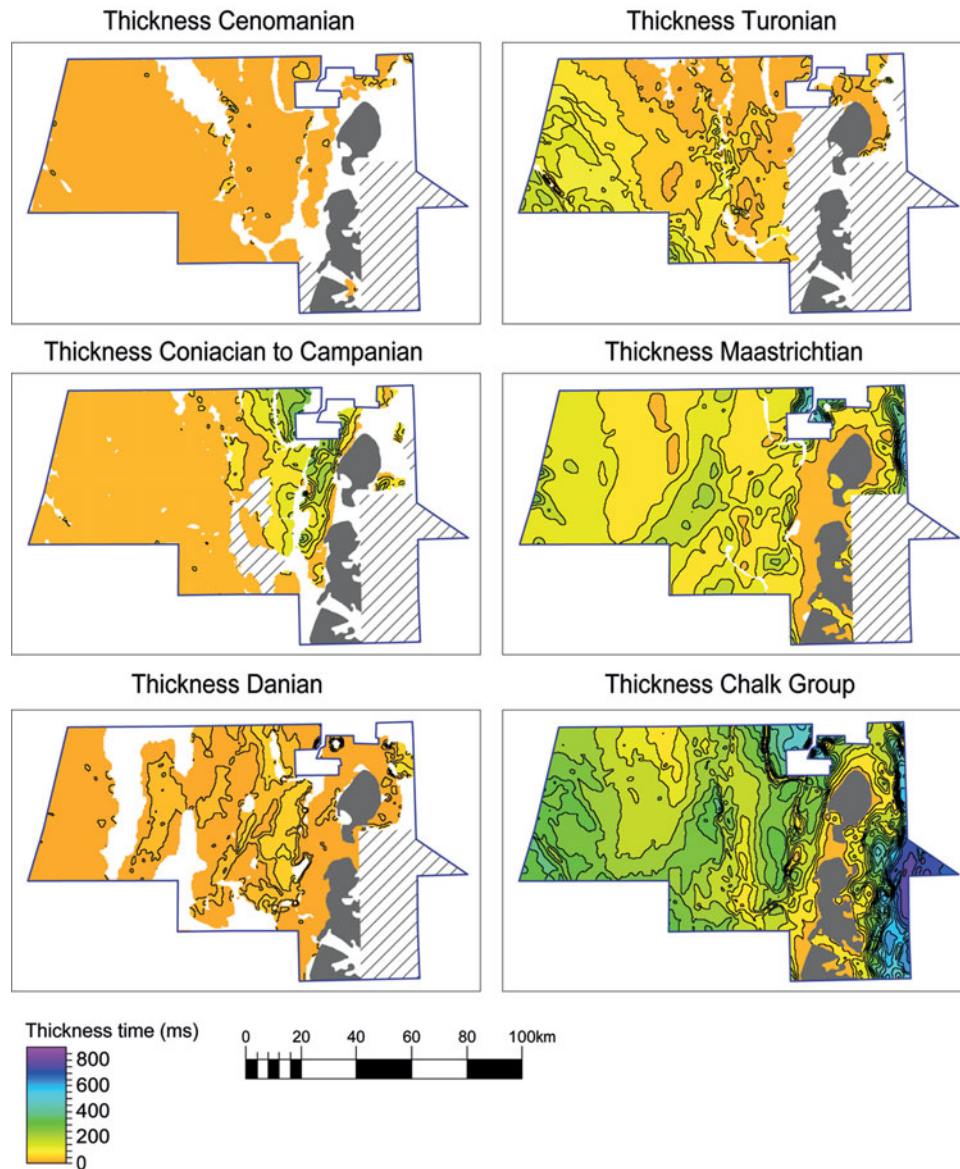 Thickness Cenomanian
Thickness Turonian
Thickness Coniacian to Campanian
Thickness Maastrichtian
Thickness Danian
Thickness Chalk Group
Thickness time (ms)
800
600
400
200
0
0 20 40 60 80 100km